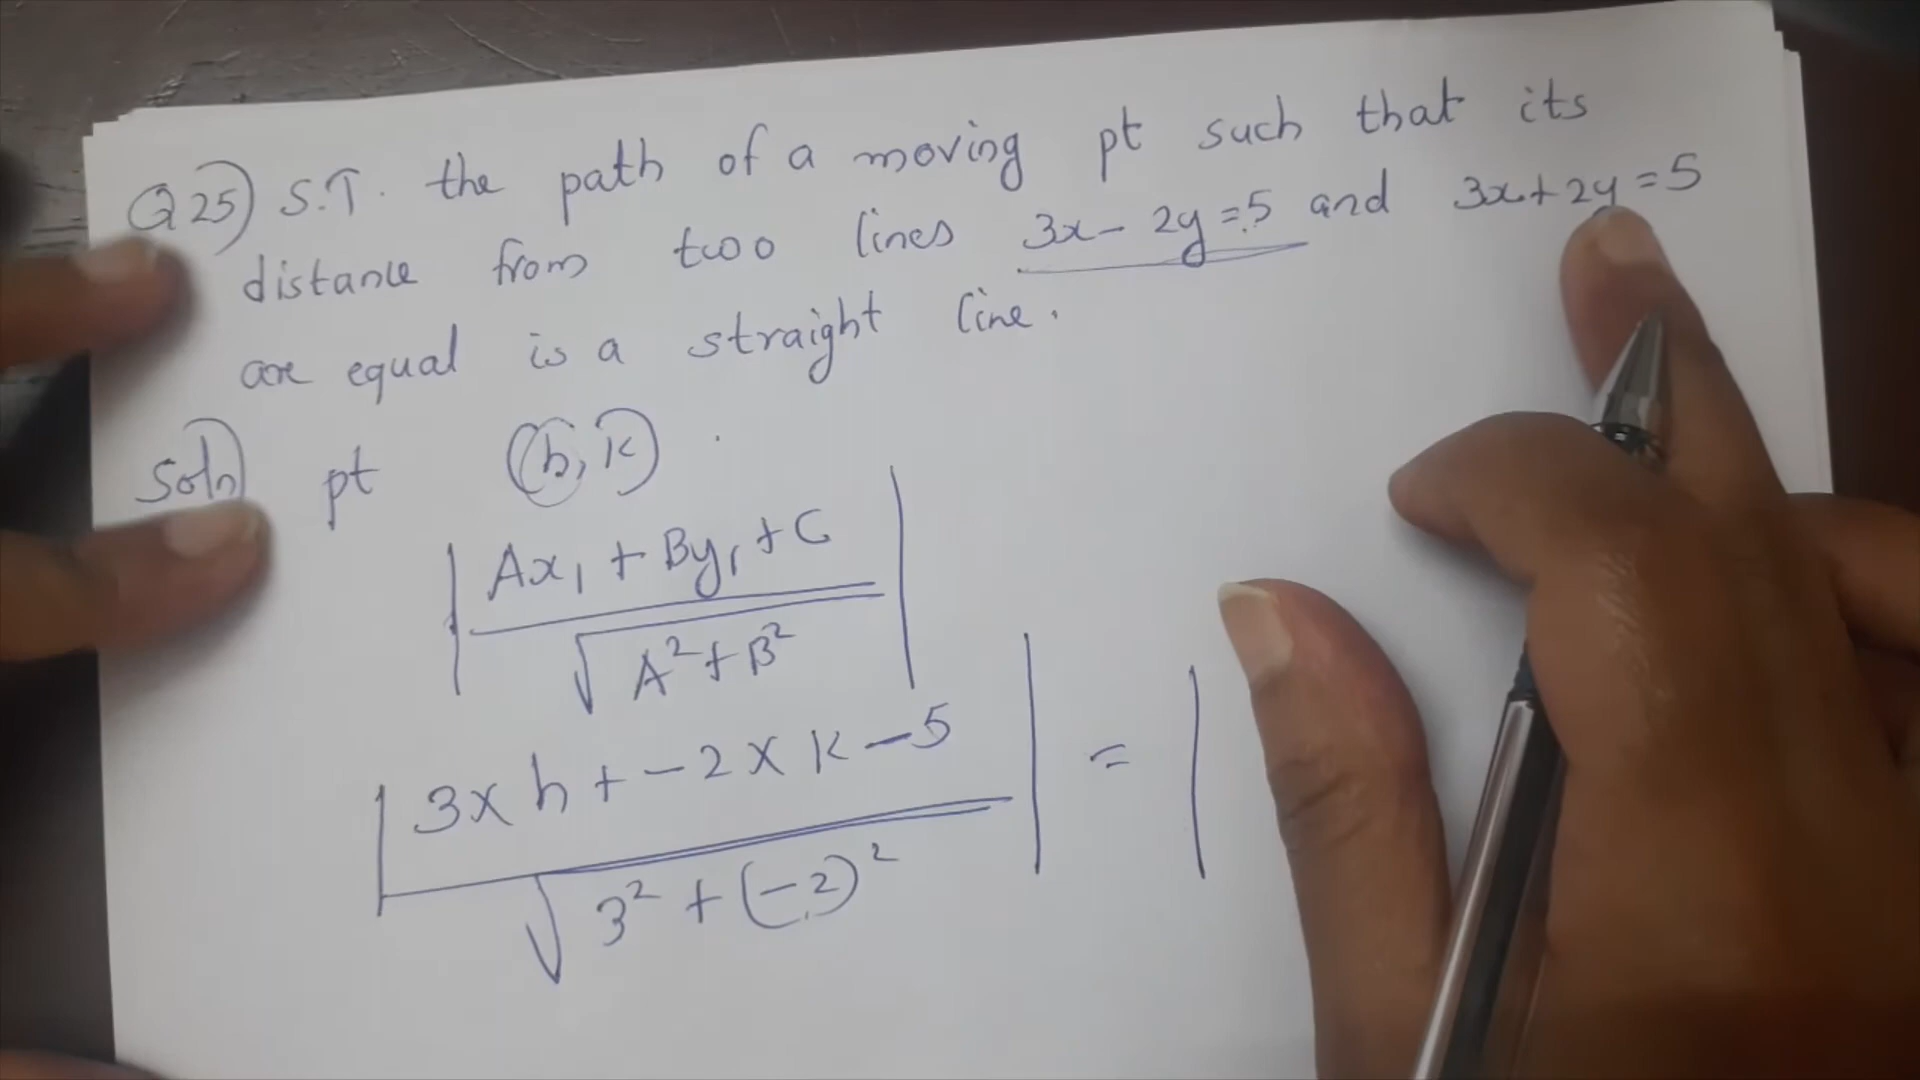 Q25) S.T. the path of a moving pt such that its
distance from two lines 3x - 2y = 5 and 3x + 2y = 5
are equal is a straight line.
Soln pt (h, k)
|Ax₁ + By₁ + C / √A² + B²|
|3 x h + - 2 x k - 5 / √3² + (-2)²| = |